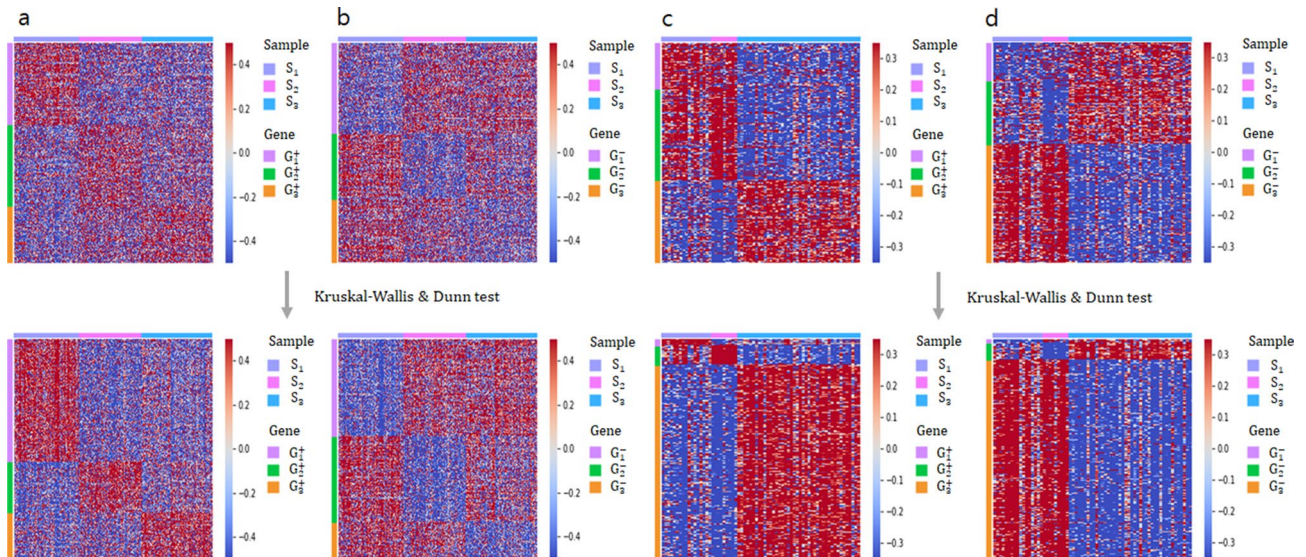 a
Sample
S₁
S₂
S₃
Gene
G₁⁺
G₂⁺
G₃⁺
0.4
0.2
0.0
−0.2
−0.4
b
Sample
S₁
S₂
S₃
Gene
G₁⁻
G₂⁻
G₃⁻
0.4
0.2
0.0
−0.2
−0.4
c
Sample
S₁
S₂
S₃
Gene
G₁⁺
G₂⁺
G₃⁺
0.3
0.2
0.1
0.0
−0.1
−0.2
−0.3
d
Sample
S₁
S₂
S₃
Gene
G₁⁻
G₂⁻
G₃⁻
0.3
0.2
0.1
0.0
−0.1
−0.2
−0.3
Kruskal-Wallis & Dunn test
Kruskal-Wallis & Dunn test
Sample
S₁
S₂
S₃
Gene
G₁⁺
G₂⁺
G₃⁺
0.4
0.2
0.0
−0.2
−0.4
Sample
S₁
S₂
S₃
Gene
G₁⁻
G₂⁻
G₃⁻
0.4
0.2
0.0
−0.2
−0.4
Sample
S₁
S₂
S₃
Gene
G₁⁺
G₂⁺
G₃⁺
0.3
0.2
0.1
0.0
−0.1
−0.2
−0.3
Sample
S₁
S₂
S₃
Gene
G₁⁻
G₂⁻
G₃⁻
0.3
0.2
0.1
0.0
−0.1
−0.2
−0.3